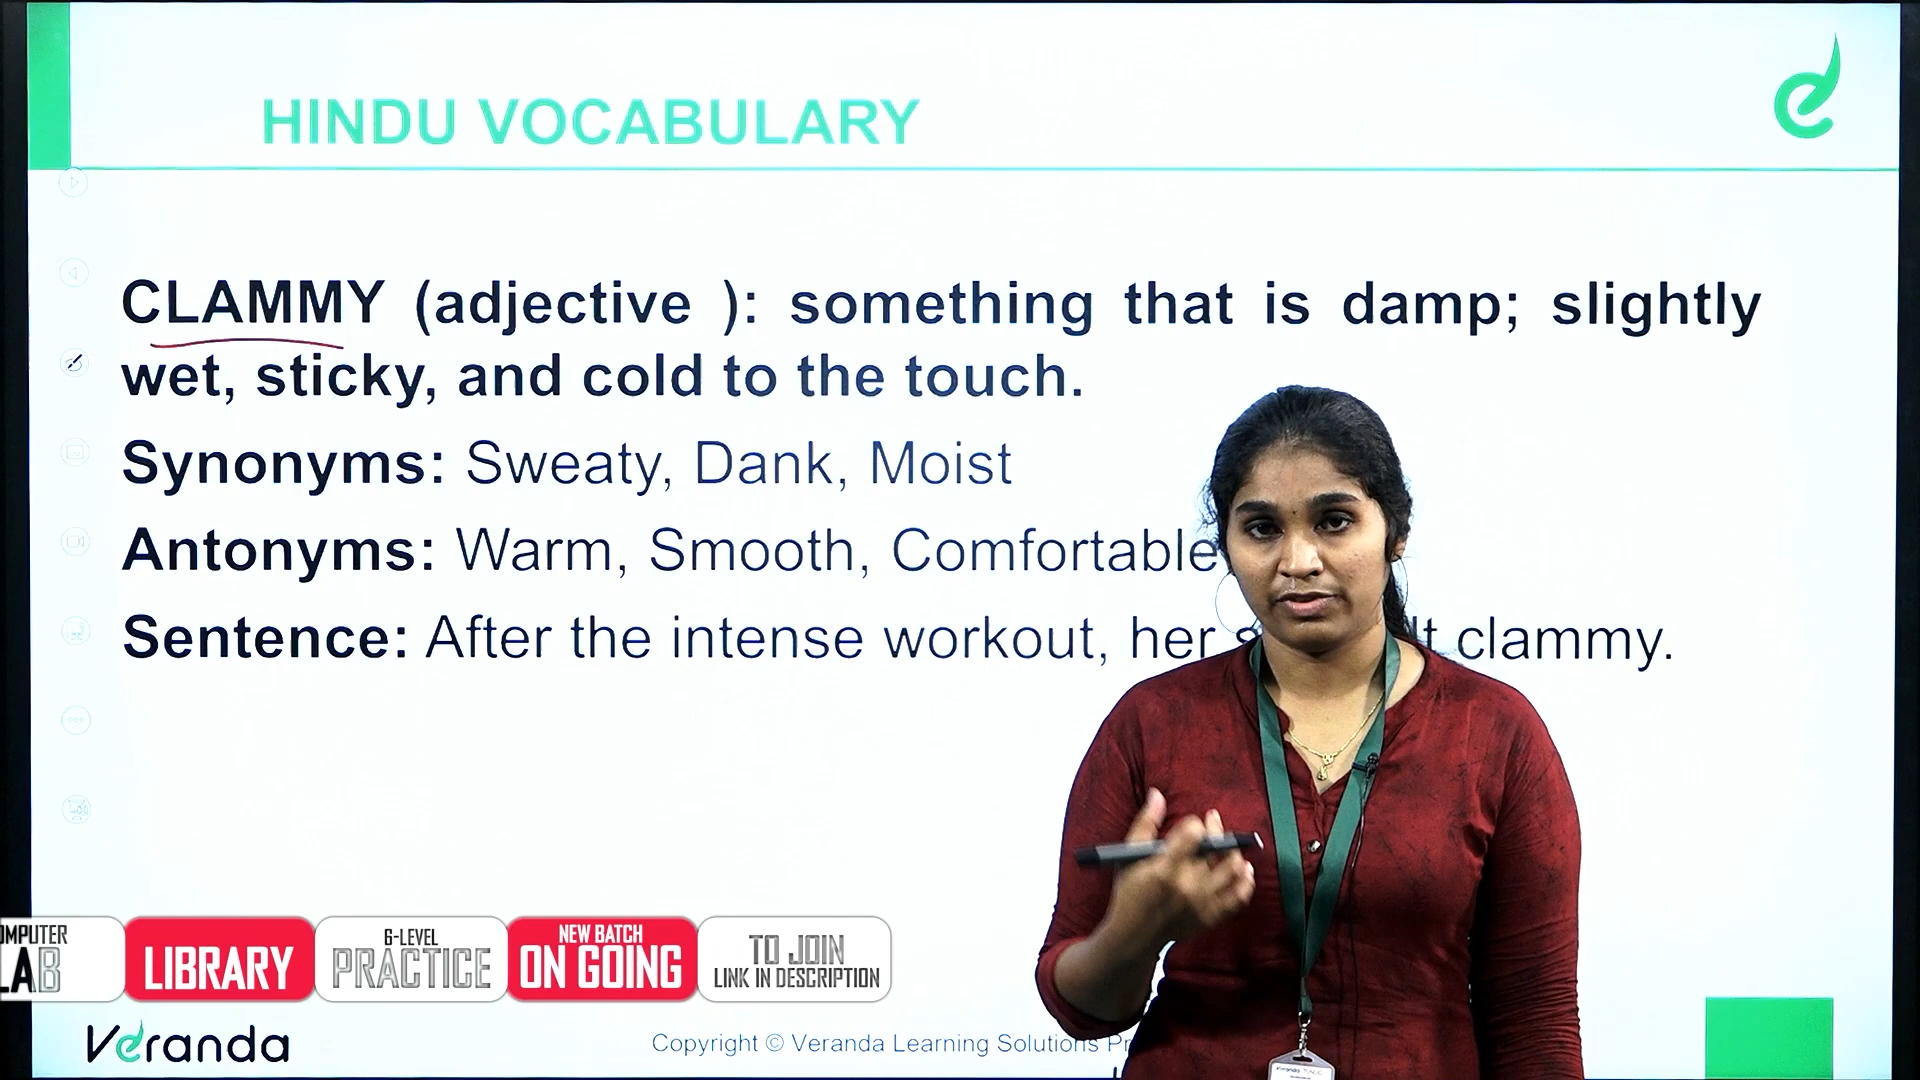 HINDU VOCABULARY
CLAMMY (adjective ): something that is damp; slightly
wet, sticky, and cold to the touch.
Synonyms: Sweaty, Dank, Moist
Antonyms: Warm, Smooth, Comfortable
Sentence: After the intense workout, her clammy.
LIBRARY
6-LEVEL
PRACTICE
NEW BATCH
ON GOING
TO JOIN
LINK IN DESCRIPTION
Veranda
Copyright © Veranda Learning Solutions